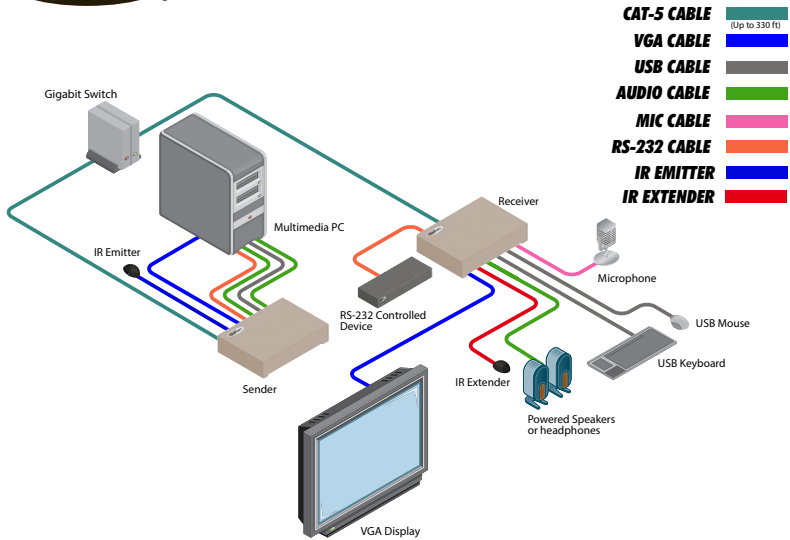 CAT-5 CABLE
(Up to 330 ft)
VGA CABLE
USB CABLE
AUDIO CABLE
MIC CABLE
RS-232 CABLE
IR EMITTER
IR EXTENDER
Gigabit Switch
Multimedia PC
Receiver
IR Emitter
Microphone
RS-232 Controlled
Device
USB Mouse
USB Keyboard
Sender
IR Extender
Powered Speakers
or headphones
VGA Display